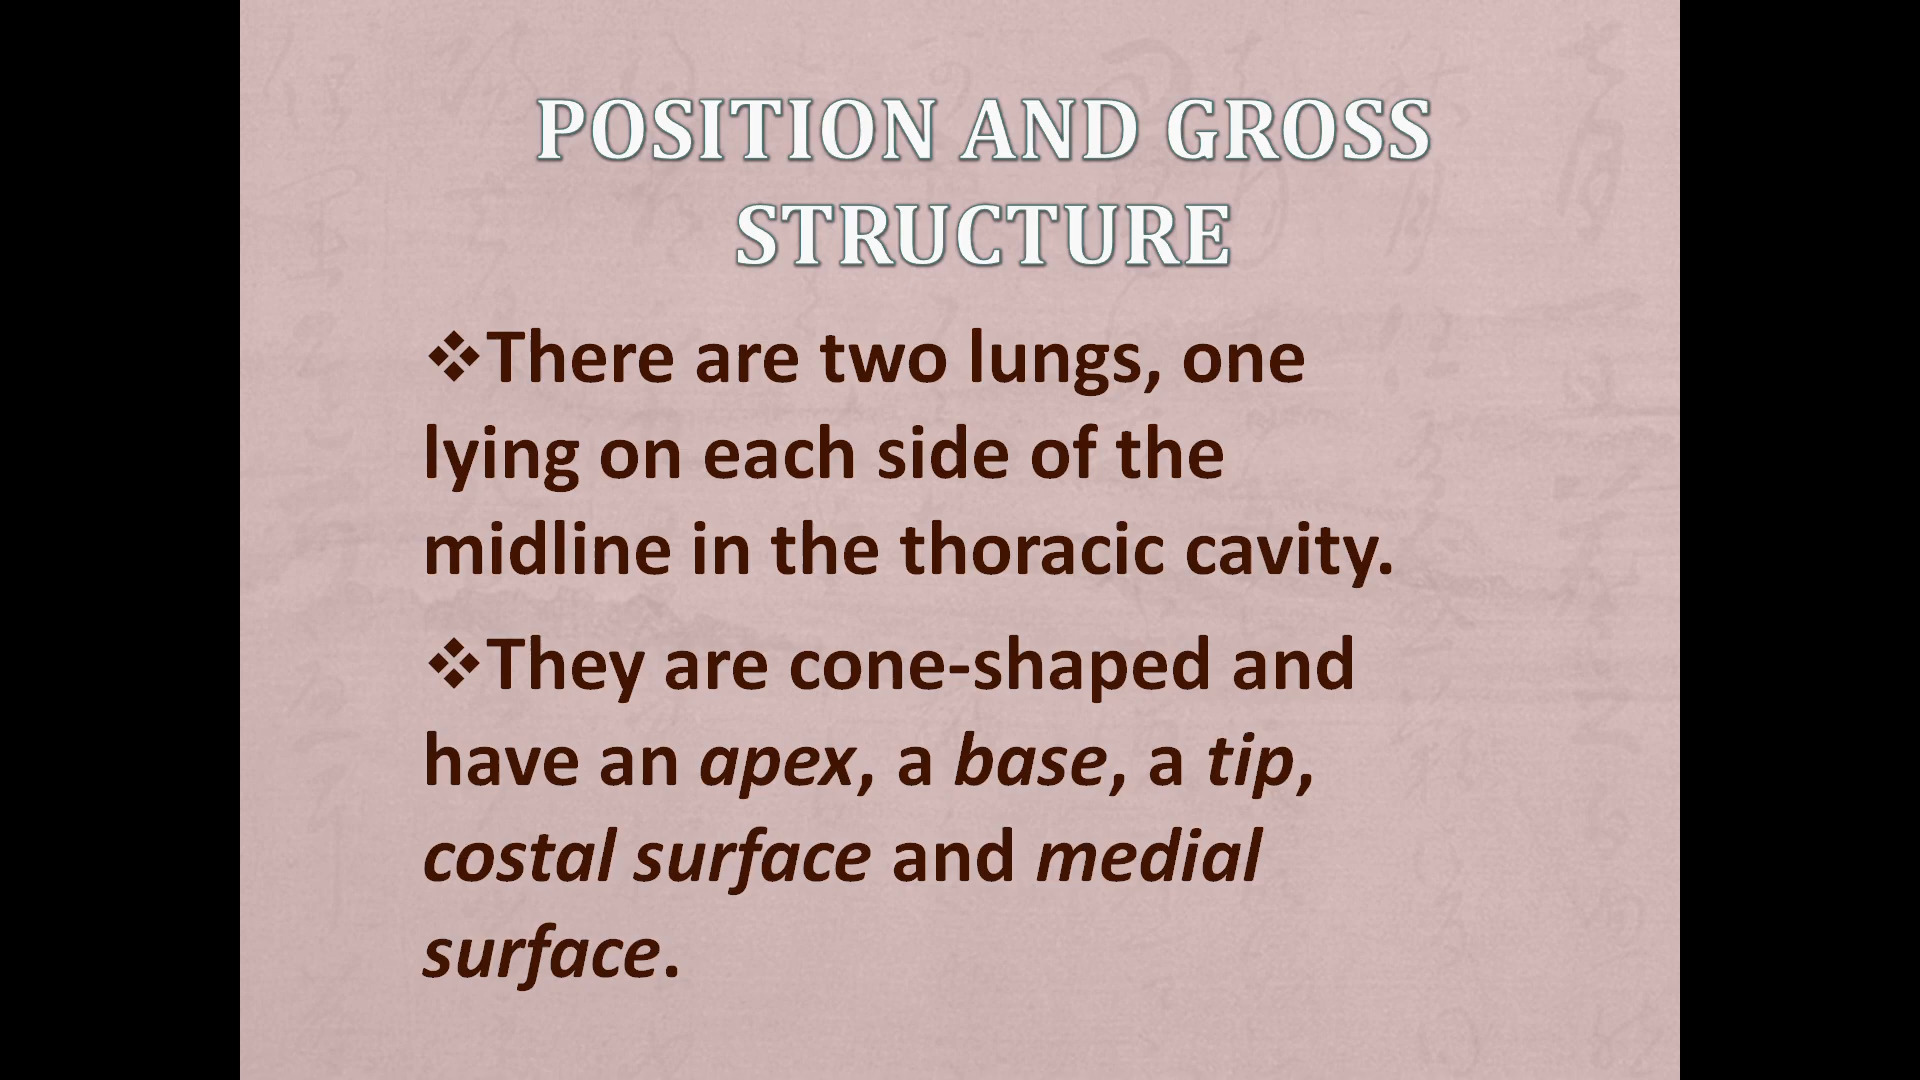 POSITION AND GROSS
STRUCTURE
❖There are two lungs, one
lying on each side of the
midline in the thoracic cavity.
❖They are cone-shaped and
have an apex, a base, a tip,
costal surface and medial
surface.